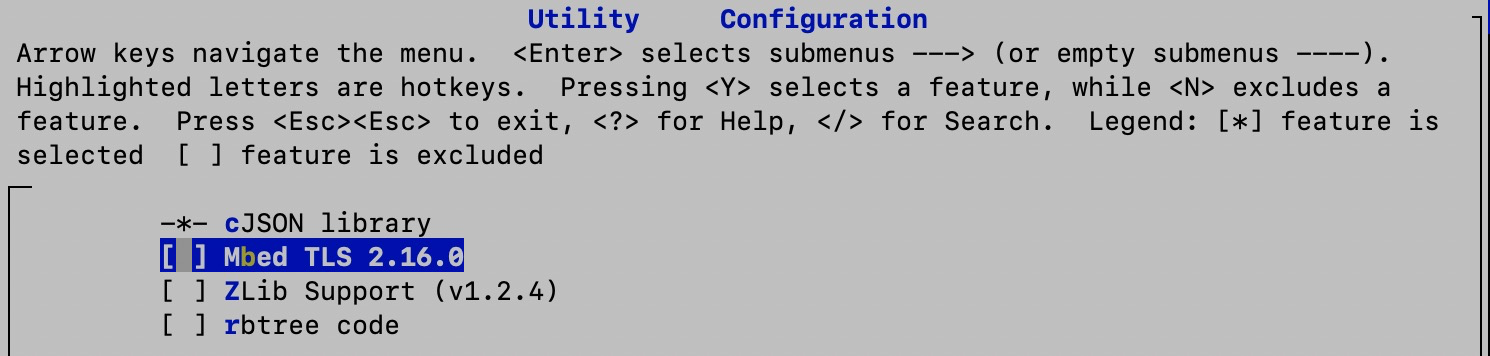 Utility Configuration
Arrow keys navigate the menu. <Enter> selects submenus ---> (or empty submenus ----).
Highlighted letters are hotkeys. Pressing <Y> selects a feature, while <N> excludes a
feature. Press <Esc><Esc> to exit, <?> for Help, </> for Search. Legend: [*] feature is
selected [ ] feature is excluded
-*- cJSON library
[ ] Mbed TLS 2.16.0
[ ] ZLib Support (v1.2.4)
[ ] rbtree code